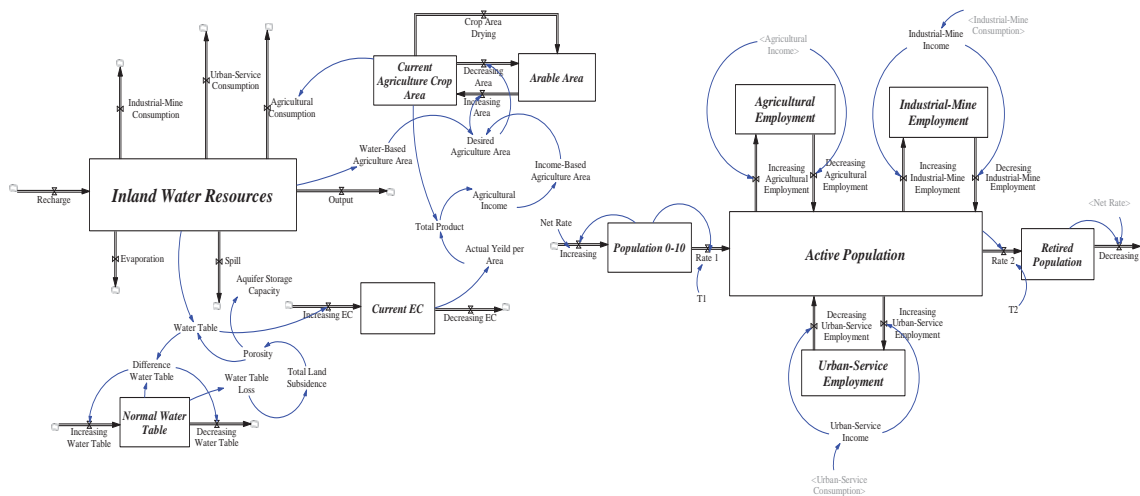 Crop Area
Drying
Current
Agriculture Crop
Area
Decreasing
Area
Increasing
Area
Arable Area
Urban-Service
Consumption
Industrial-Mine
Consumption
Agricultural
Consumption
Water-Based
Agriculture Area
Desired
Agriculture Area
Income-Based
Agriculture Area
Inland Water Resources
Recharge
Output
Agricultural
Income
Total Product
Actual Yeild per
Area
Evaporation
Spill
Aquifer Storage
Capacity
Increasing EC
Current EC
Decreasing EC
Water Table
Porosity
Difference
Water Table
Water Table
Loss
Total Land
Subsidence
Normal Water
Table
Increasing
Water Table
Decreasing
Water Table
<Agricultural
Income>
Industrial-Mine
Income
<Industrial-Mine
Consumption>
Agricultural
Employment
Industrial-Mine
Employment
Increasing
Agricultural
Employment
Decreasing
Agricultural
Employment
Increasing
Industrial-Mine
Employment
Decresing
Industrial-Mine
Employment
Net Rate
Increasing
Population 0-10
Rate 1
T1
Active Population
Rate 2
T2
Retired
Population
<Net Rate>
Decreasing
Decreasing
Urban-Service
Employment
Increasing
Urban-Service
Employment
Urban-Service
Employment
Urban-Service
Income
<Urban-Service
Consumption>